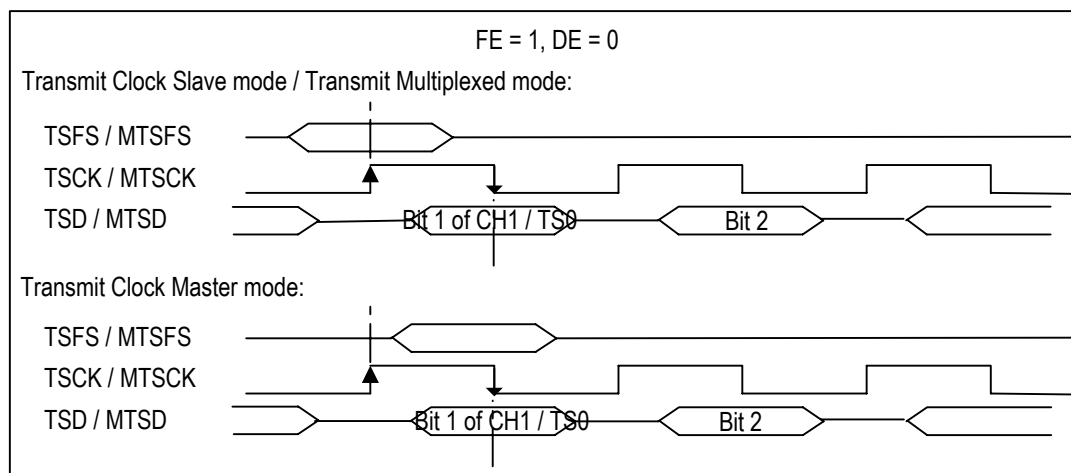 FE = 1, DE = 0
Transmit Clock Slave mode / Transmit Multiplexed mode:
TSFS / MTSFS
TSCK / MTSCK
TSD / MTSD
Bit 1 of CH1 / TS0
Bit 2
Transmit Clock Master mode:
TSFS / MTSFS
TSCK / MTSCK
TSD / MTSD
Bit 1 of CH1 / TS0
Bit 2